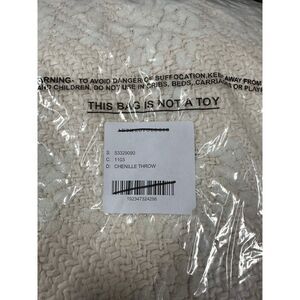 WARNING- TO AVOID DANGER OF SUFFOCATION, KEEP AWAY FROM
AND CHILDREN. DO NOT USE IN CRIBS, BEDS, CARRIAGES OR PLAYP
THIS BAG IS NOT A TOY
S: 53329090
C: 1103
D: CHENILLE THROW
192347324296